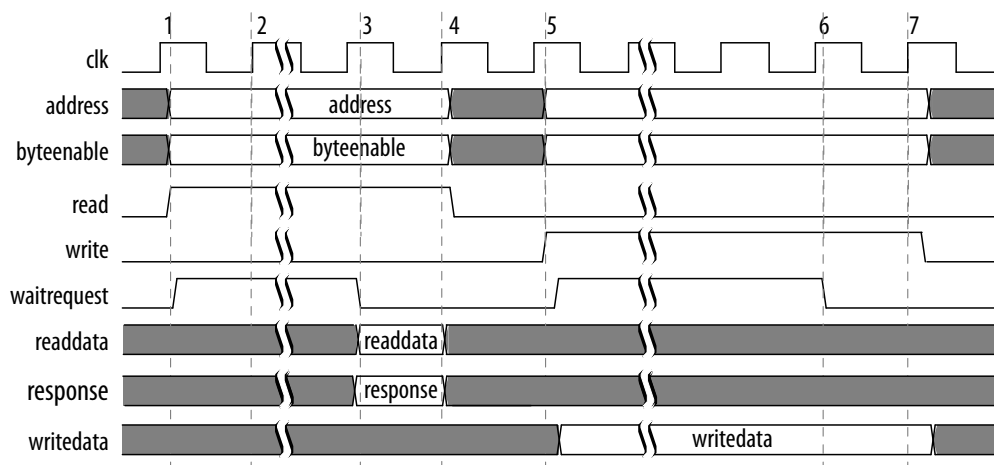 1 2 3 4 5 6 7
clk
address address
byteenable byteenable
read
write
waitrequest
readdata readdata
response response
writedata writedata